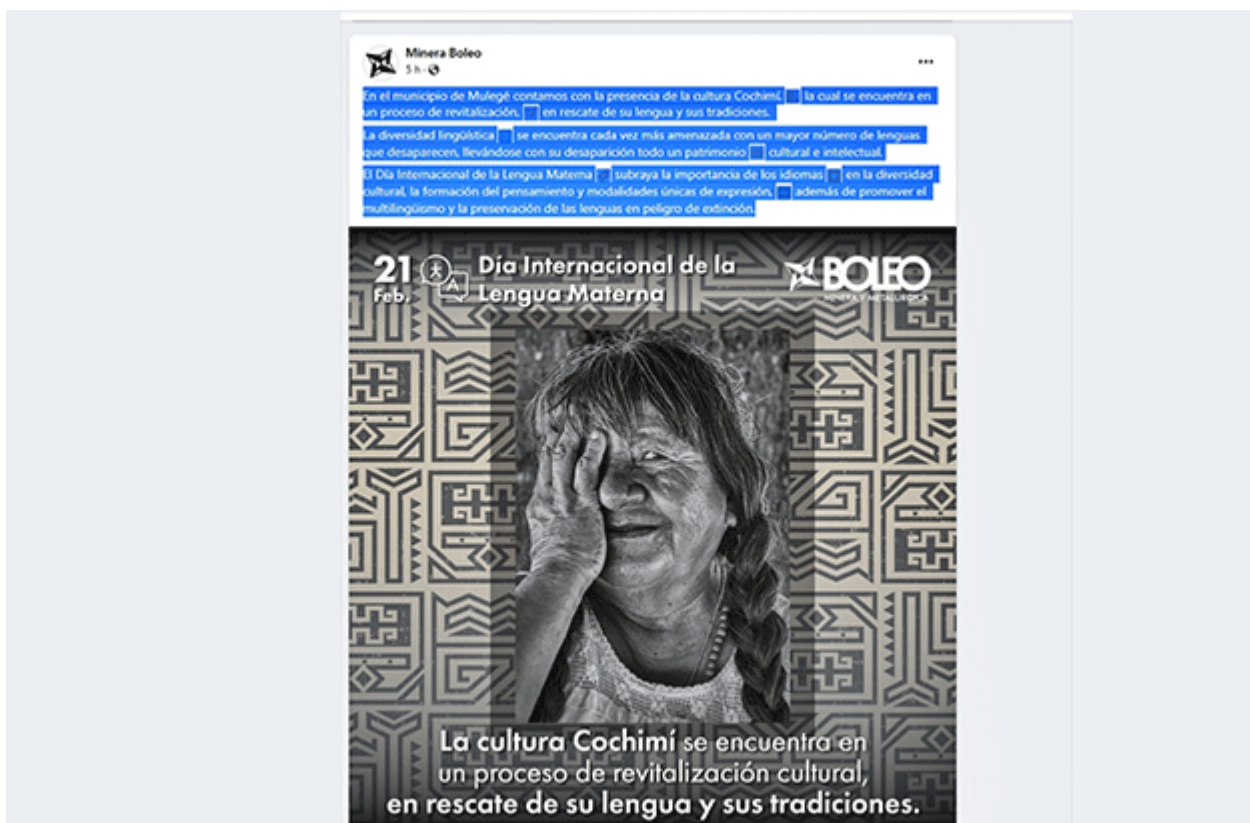 Minera Boleo
5 h ·
En el municipio de Mulegé contamos con la presencia de la cultura Cochimí, la cual se encuentra en
un proceso de revitalización, en rescate de su lengua y sus tradiciones.
La diversidad lingüística se encuentra cada vez más amenazada con un mayor número de lenguas
que desaparecen, llevándose con su desaparición todo un patrimonio cultural e intelectual.
El Día Internacional de la Lengua Materna subraya la importancia de los idiomas en la diversidad
cultural, la formación del pensamiento y modalidades únicas de expresión, además de promover el
multilingüismo y la preservación de las lenguas en peligro de extinción.
21
Feb.
A
Día Internacional de la
Lengua Materna
BOLEO
MINERA Y METALÚRGICA
La cultura Cochimí se encuentra en
un proceso de revitalización cultural,
en rescate de su lengua y sus tradiciones.